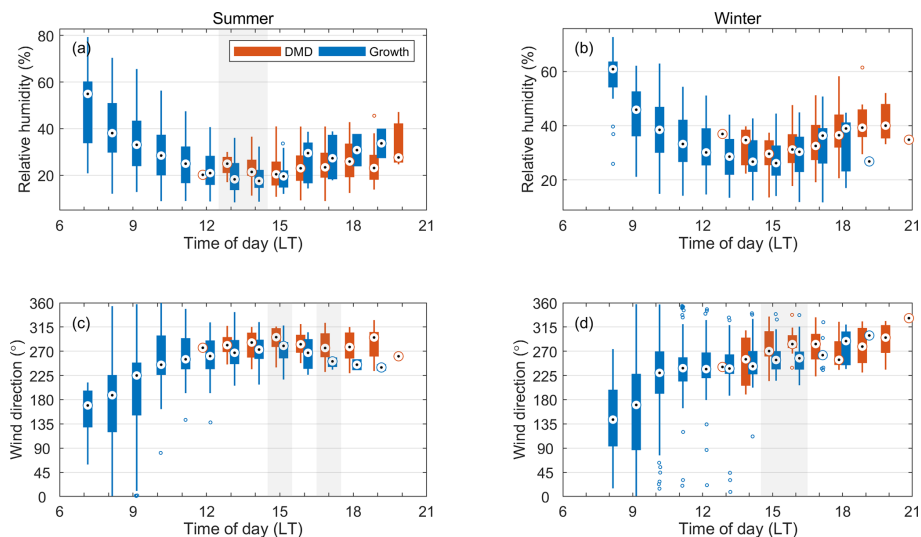 Summer
Winter
80
60
40
20
Relative humidity (%)
(a)
DMD
Growth
6 9 12 15 18 21
Time of day (LT)
60
40
20
Relative humidity (%)
(b)
6 9 12 15 18 21
Time of day (LT)
360
315
270
225
180
135
90
45
0
Wind direction (°)
(c)
6 9 12 15 18 21
Time of day (LT)
360
315
270
225
180
135
90
45
0
Wind direction (°)
(d)
6 9 12 15 18 21
Time of day (LT)